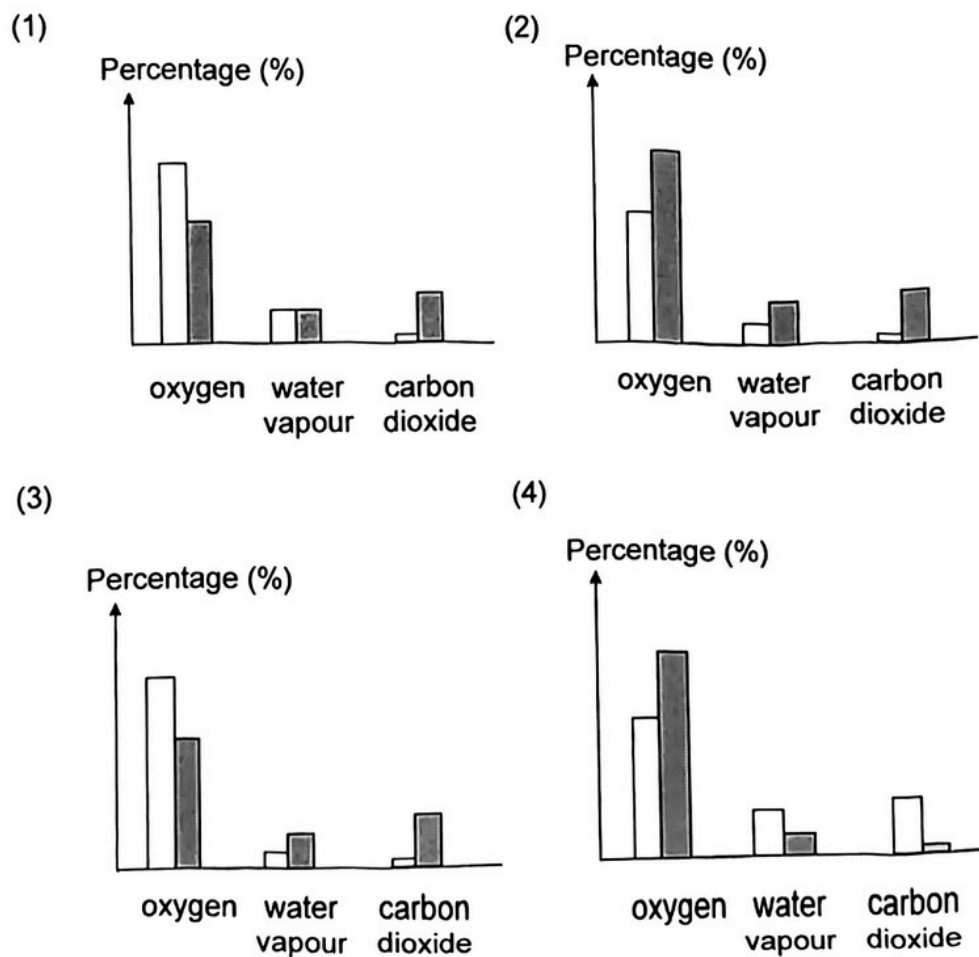 (1)
Percentage (%)
oxygen water carbon
vapour dioxide
(2)
Percentage (%)
oxygen water carbon
vapour dioxide
(3)
Percentage (%)
oxygen water carbon
vapour dioxide
(4)
Percentage (%)
oxygen water carbon
vapour dioxide